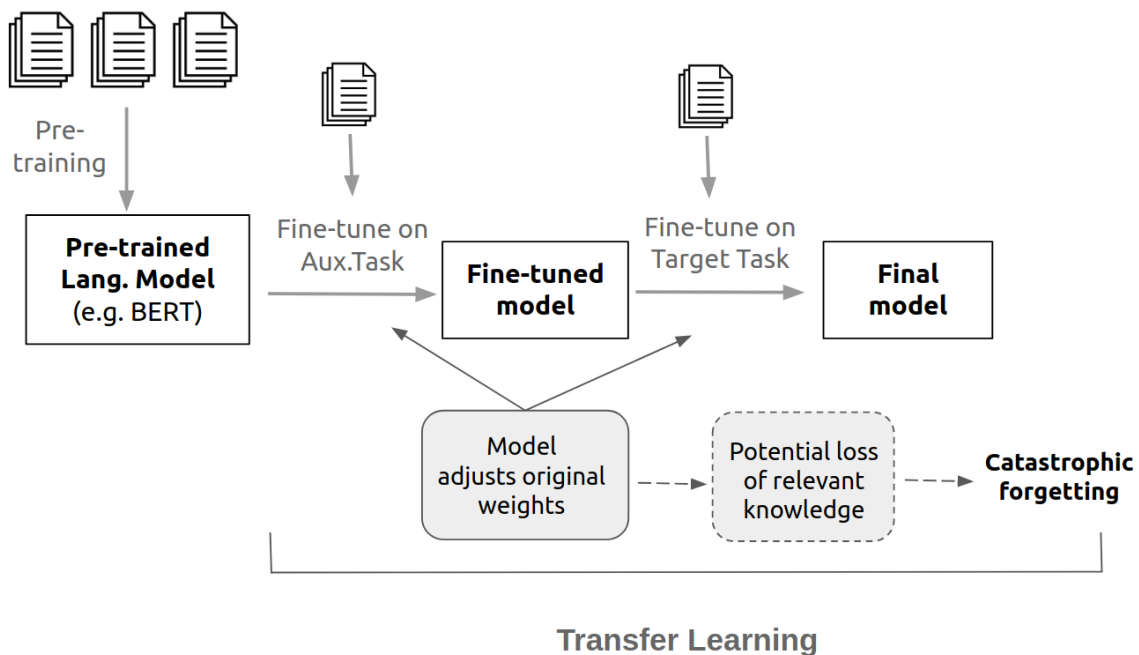 Pre-
training
Pre-trained
Lang. Model
(e.g. BERT)
Fine-tune on
Aux.Task
Fine-tuned
model
Fine-tune on
Target Task
Final
model
Model
adjusts original
weights
Potential loss
of relevant
knowledge
Catastrophic
forgetting
Transfer Learning